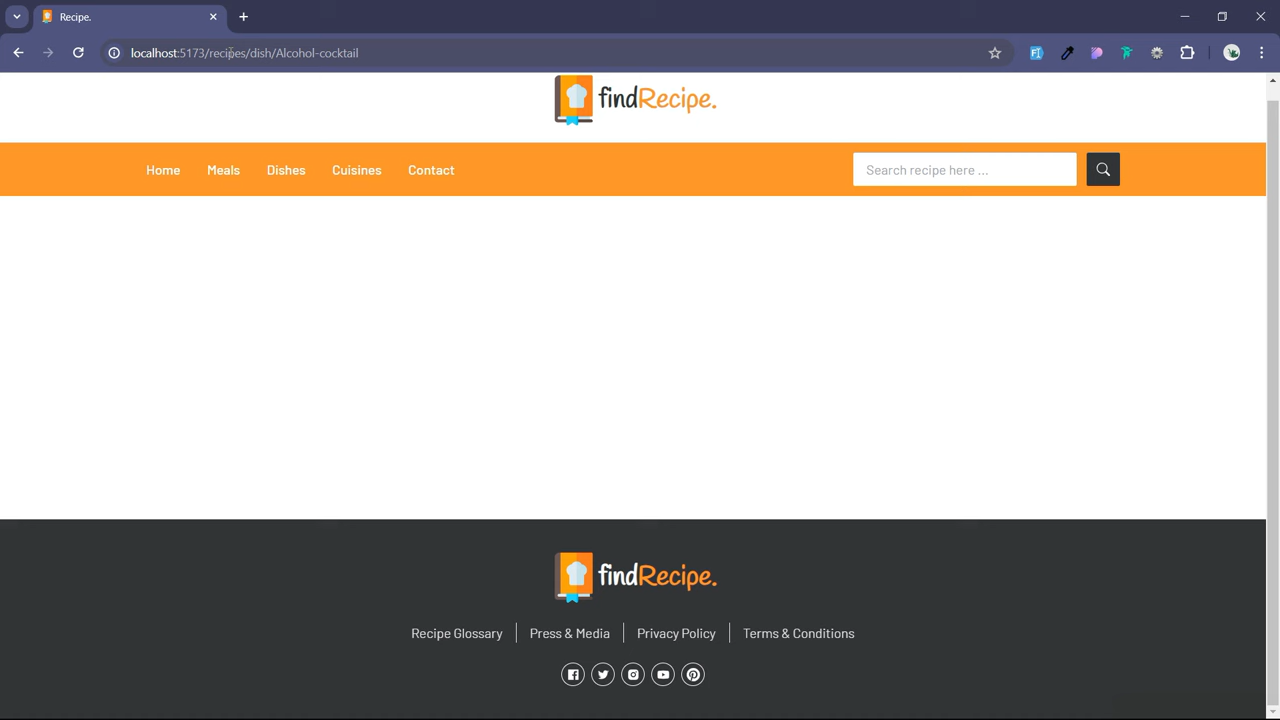 Recipe.
localhost:5173/recipes/dish/Alcohol-cocktail
findRecipe.
Home Meals Dishes Cuisines Contact Search recipe here ...
findRecipe.
Recipe Glossary Press & Media Privacy Policy Terms & Conditions